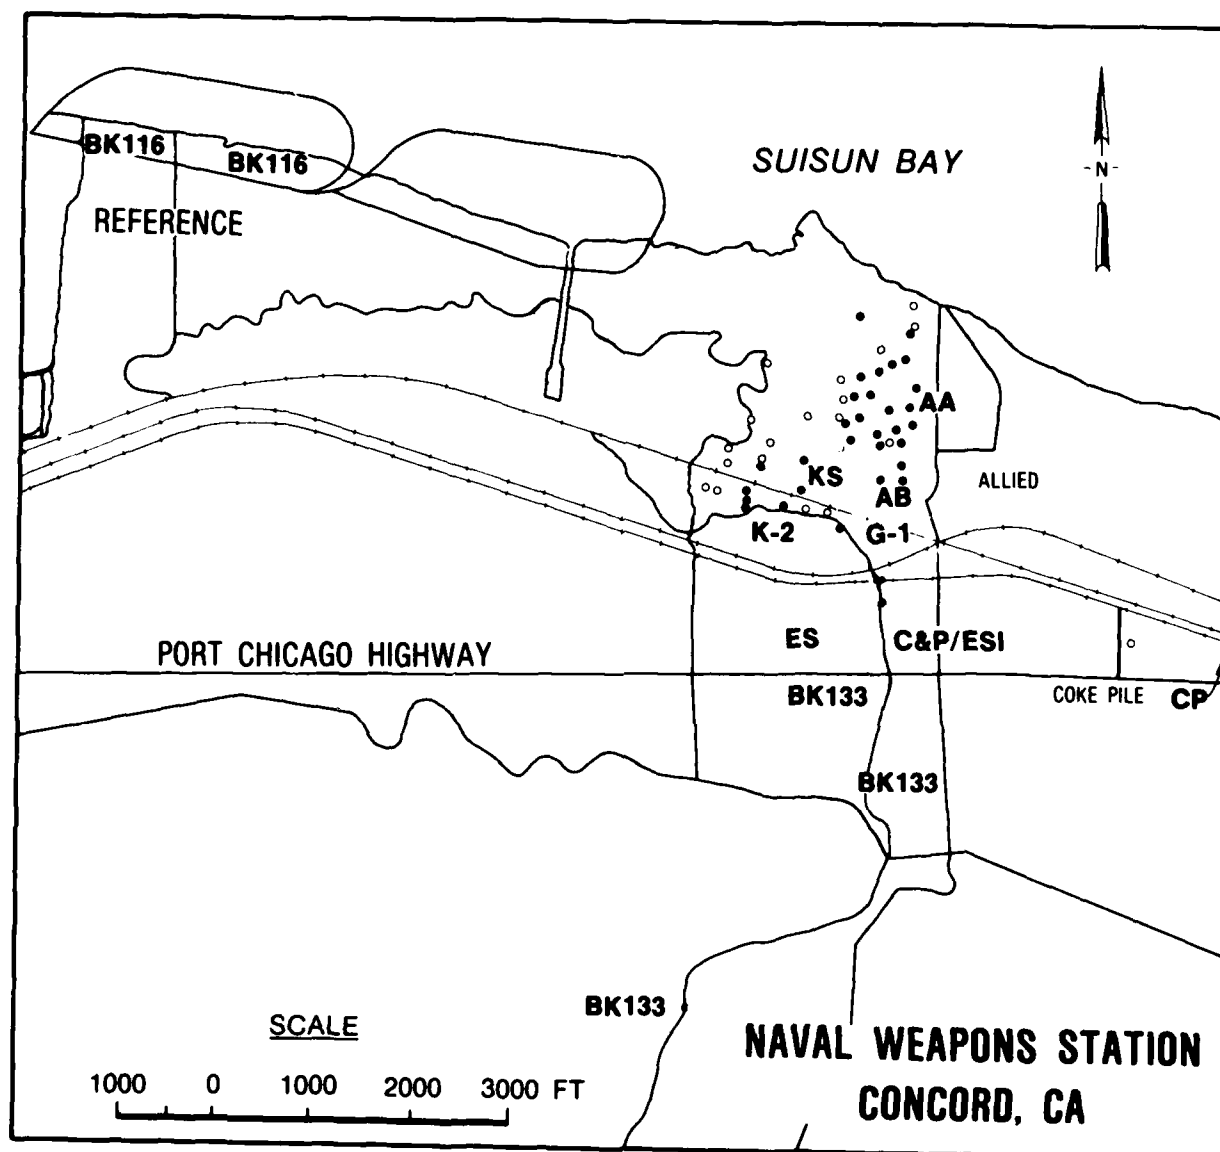 BK116
BK116
SUISUN BAY
N
REFERENCE
AA
KS
ALLIED
AB
K-2
G-1
ES
C&P/ESI
PORT CHICAGO HIGHWAY
BK133
COKE PILE
CP
BK133
BK133
SCALE
NAVAL WEAPONS STATION
CONCORD, CA
1000 0 1000 2000 3000 FT